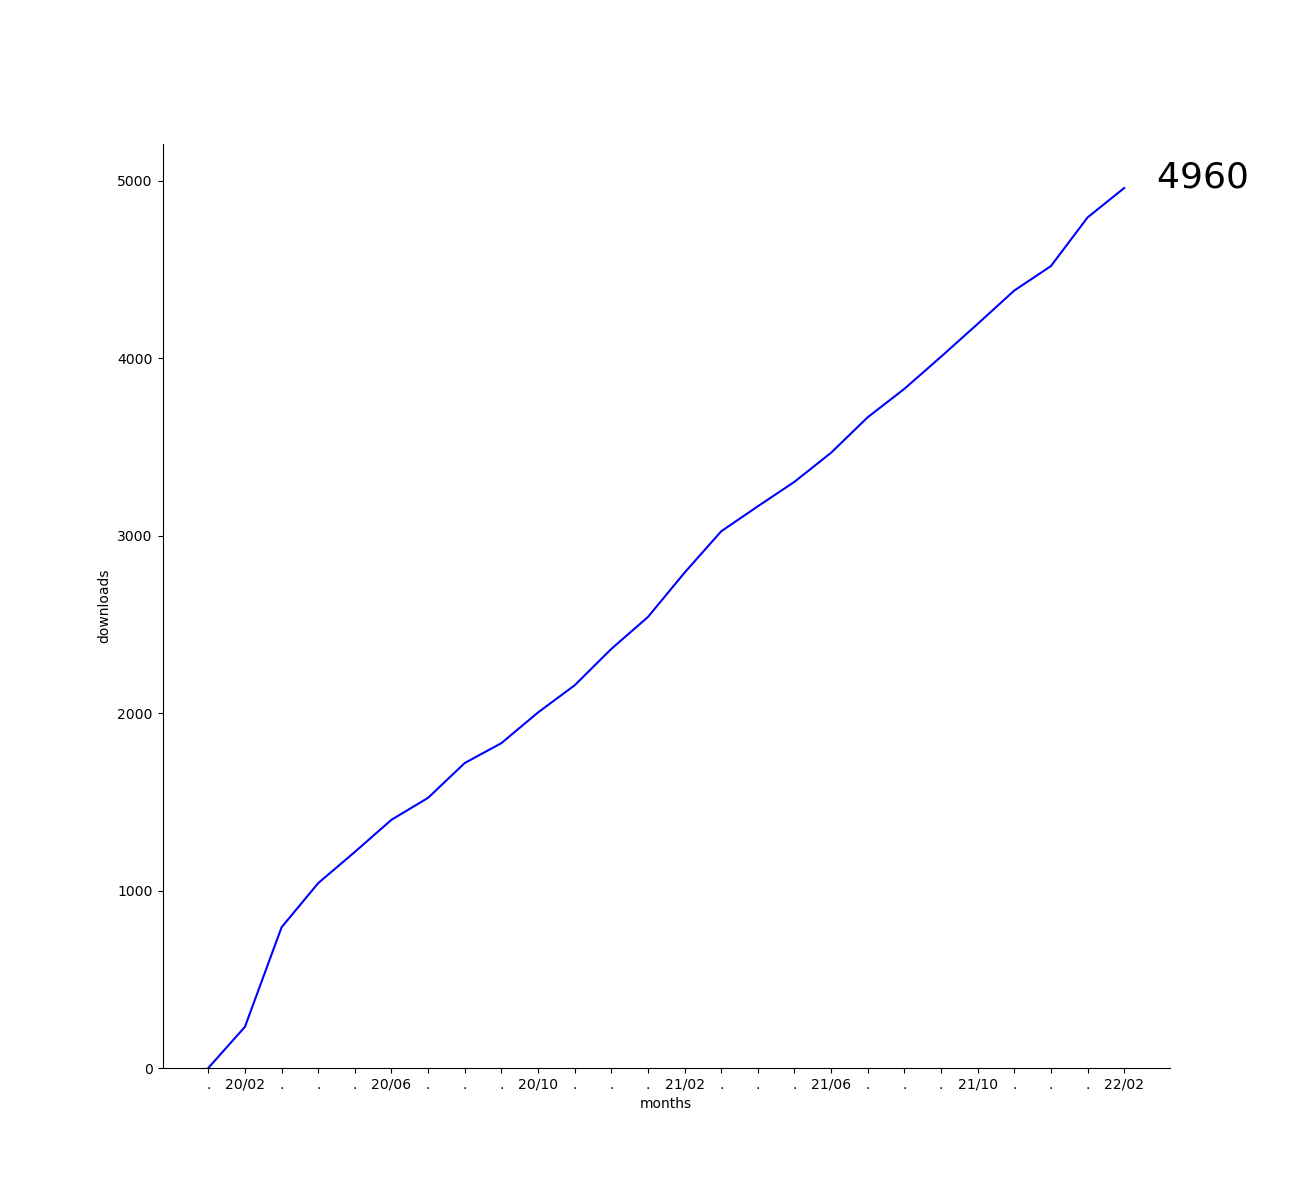 4960
5000
4000
3000
2000
1000
0
downloads
. 20/02 . . . 20/06 . . . 20/10 . . . 21/02 . . . 21/06 . . . 21/10 . . . 22/02
months